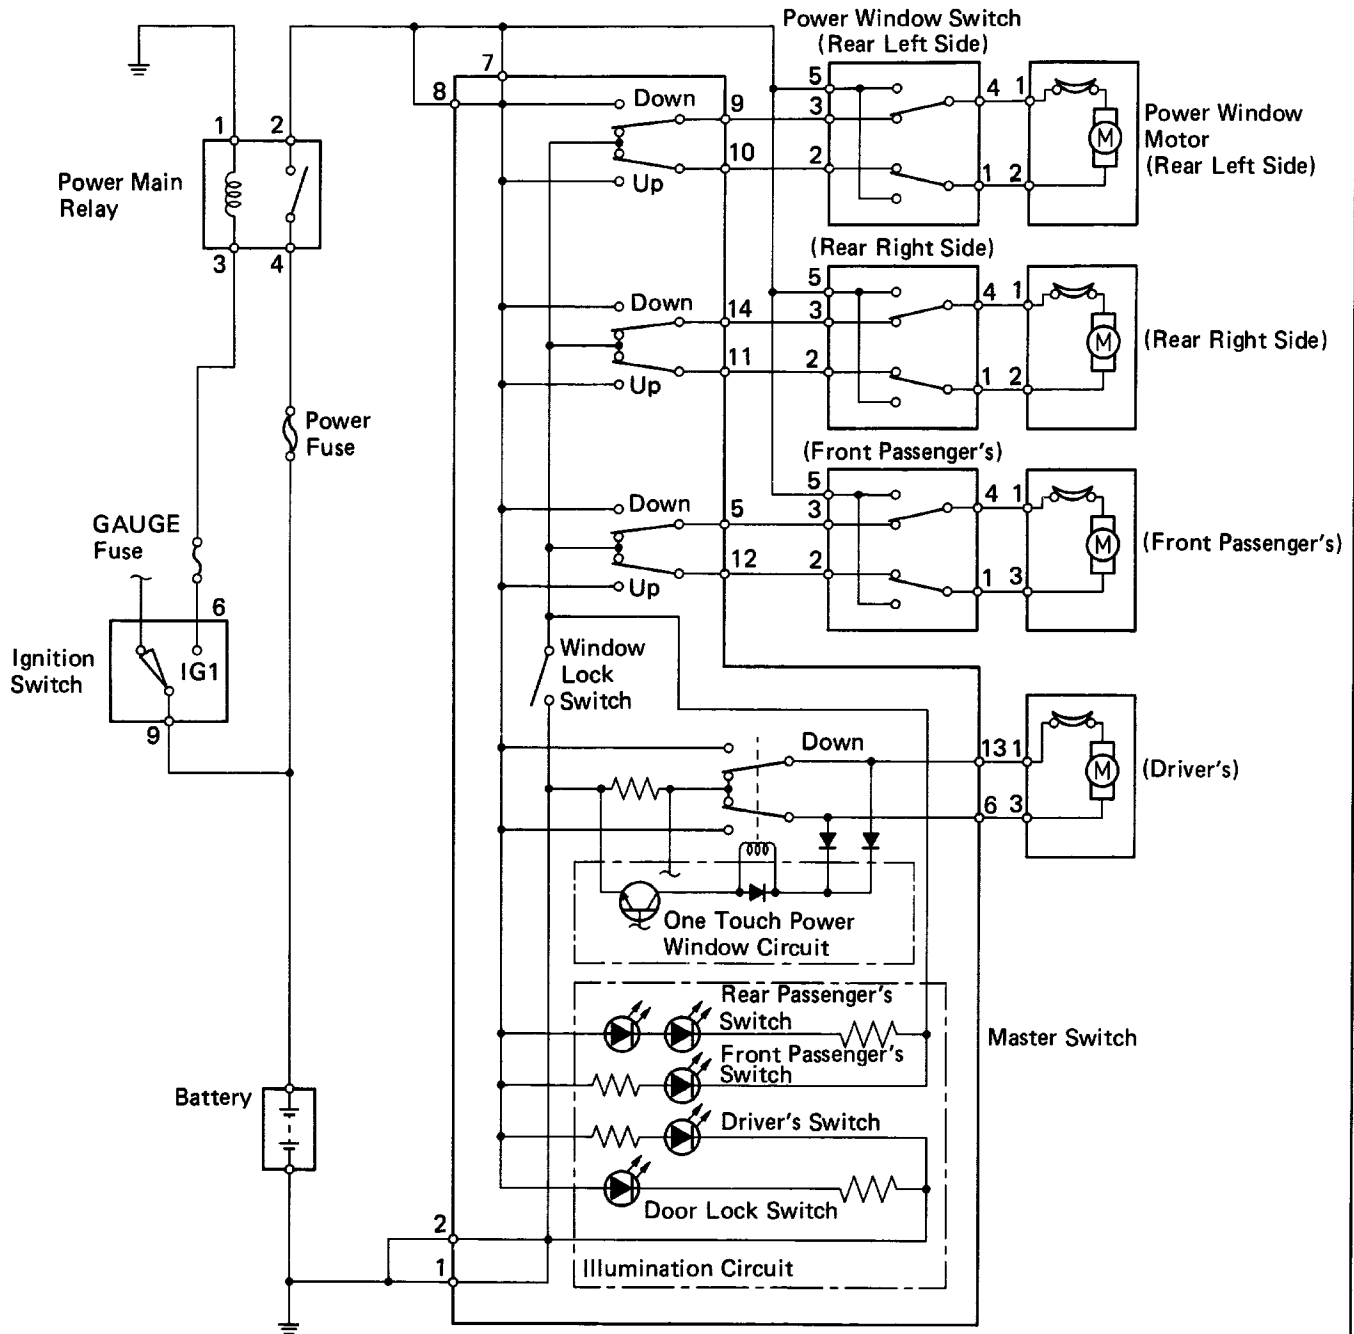 Power Window Switch
(Rear Left Side)
7
8
Down
9
5
3
4
1
Power Window
Motor
(Rear Left Side)
M
10
2
1
2
Up
1
2
Power Main
Relay
3
4
(Rear Right Side)
Down
14
5
3
4
1
M
(Rear Right Side)
11
2
1
2
Up
Power
Fuse
(Front Passenger's)
Down
5
5
3
4
1
M
(Front Passenger's)
12
2
1
3
Up
GAUGE
Fuse
6
Ignition
Switch
IG1
9
Window
Lock
Switch
Down
13
1
M
(Driver's)
6
3
One Touch Power
Window Circuit
Rear Passenger's
Switch
Front Passenger's
Switch
Master Switch
Driver's Switch
Battery
Door Lock Switch
2
1
Illumination Circuit